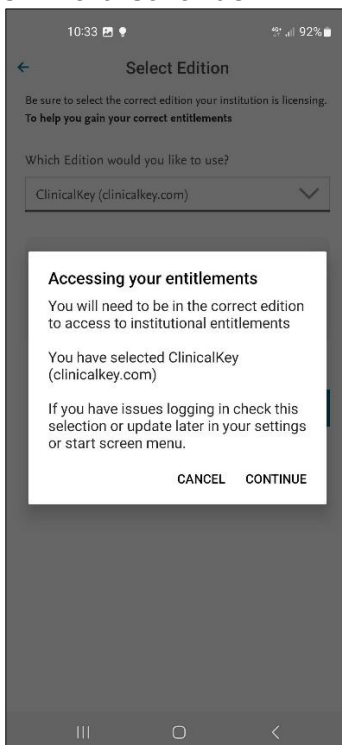 10:33 92%
Select Edition
Be sure to select the correct edition your institution is licensing.
To help you gain your correct entitlements
Which Edition would you like to use?
ClinicalKey (clinicalkey.com)
Accessing your entitlements
You will need to be in the correct edition
to access to institutional entitlements
You have selected ClinicalKey
(clinicalkey.com)
If you have issues logging in check this
selection or update later in your settings
or start screen menu.
CANCEL CONTINUE